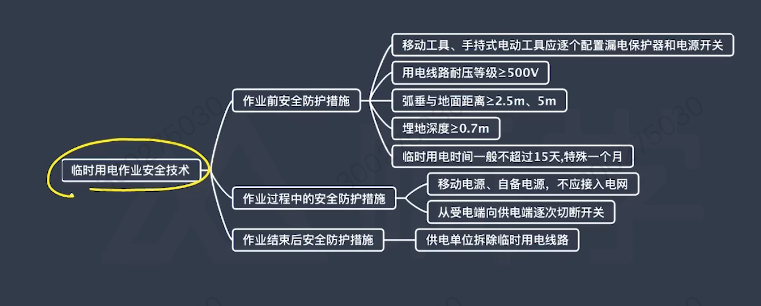 移动工具、手持式电动工具应逐个配置漏电保护器和电源开关
用电线路耐压等级≥500V
作业前安全防护措施
弧垂与地面距离≥2.5m、5m
埋地深度≥0.7m
临时用电时间一般不超过15天,特殊一个月
临时用电作业安全技术
移动电源、自备电源，不应接入电网
作业过程中的安全防护措施
从受电端向供电端逐次切断开关
作业结束后安全防护措施
供电单位拆除临时用电线路